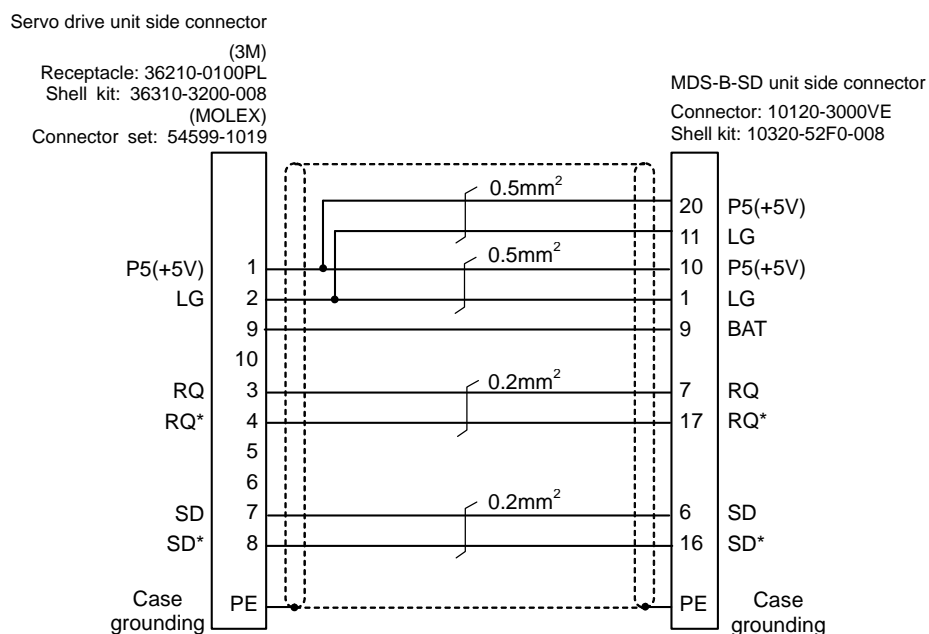 Servo drive unit side connector
(3M)
Receptacle: 36210-0100PL
Shell kit: 36310-3200-008
(MOLEX)
Connector set: 54599-1019
MDS-B-SD unit side connector
Connector: 10120-3000VE
Shell kit: 10320-52F0-008
0.5mm²
20 P5(+5V)
11 LG
0.5mm²
P5(+5V) 1 10 P5(+5V)
LG 2 1 LG
9 9 BAT
10
0.2mm²
RQ 3 7 RQ
RQ* 4 17 RQ*
5
6
0.2mm²
SD 7 6 SD
SD* 8 16 SD*
Case grounding PE PE Case grounding